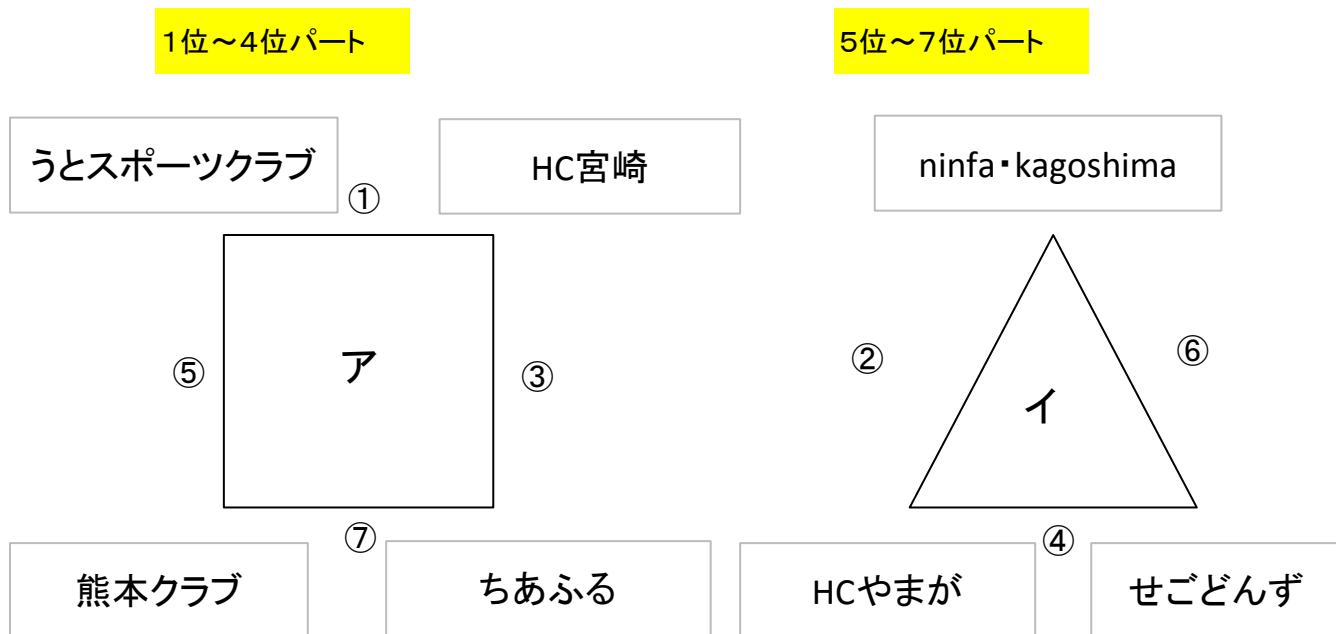 1位～4位パート
5位～7位パート
うとスポーツクラブ
HC宮崎
ninfa・kagoshima
①
②
⑥
⑤
ア
③
イ
⑦
④
熊本クラブ
ちあふる
HCやまが
せごどんず